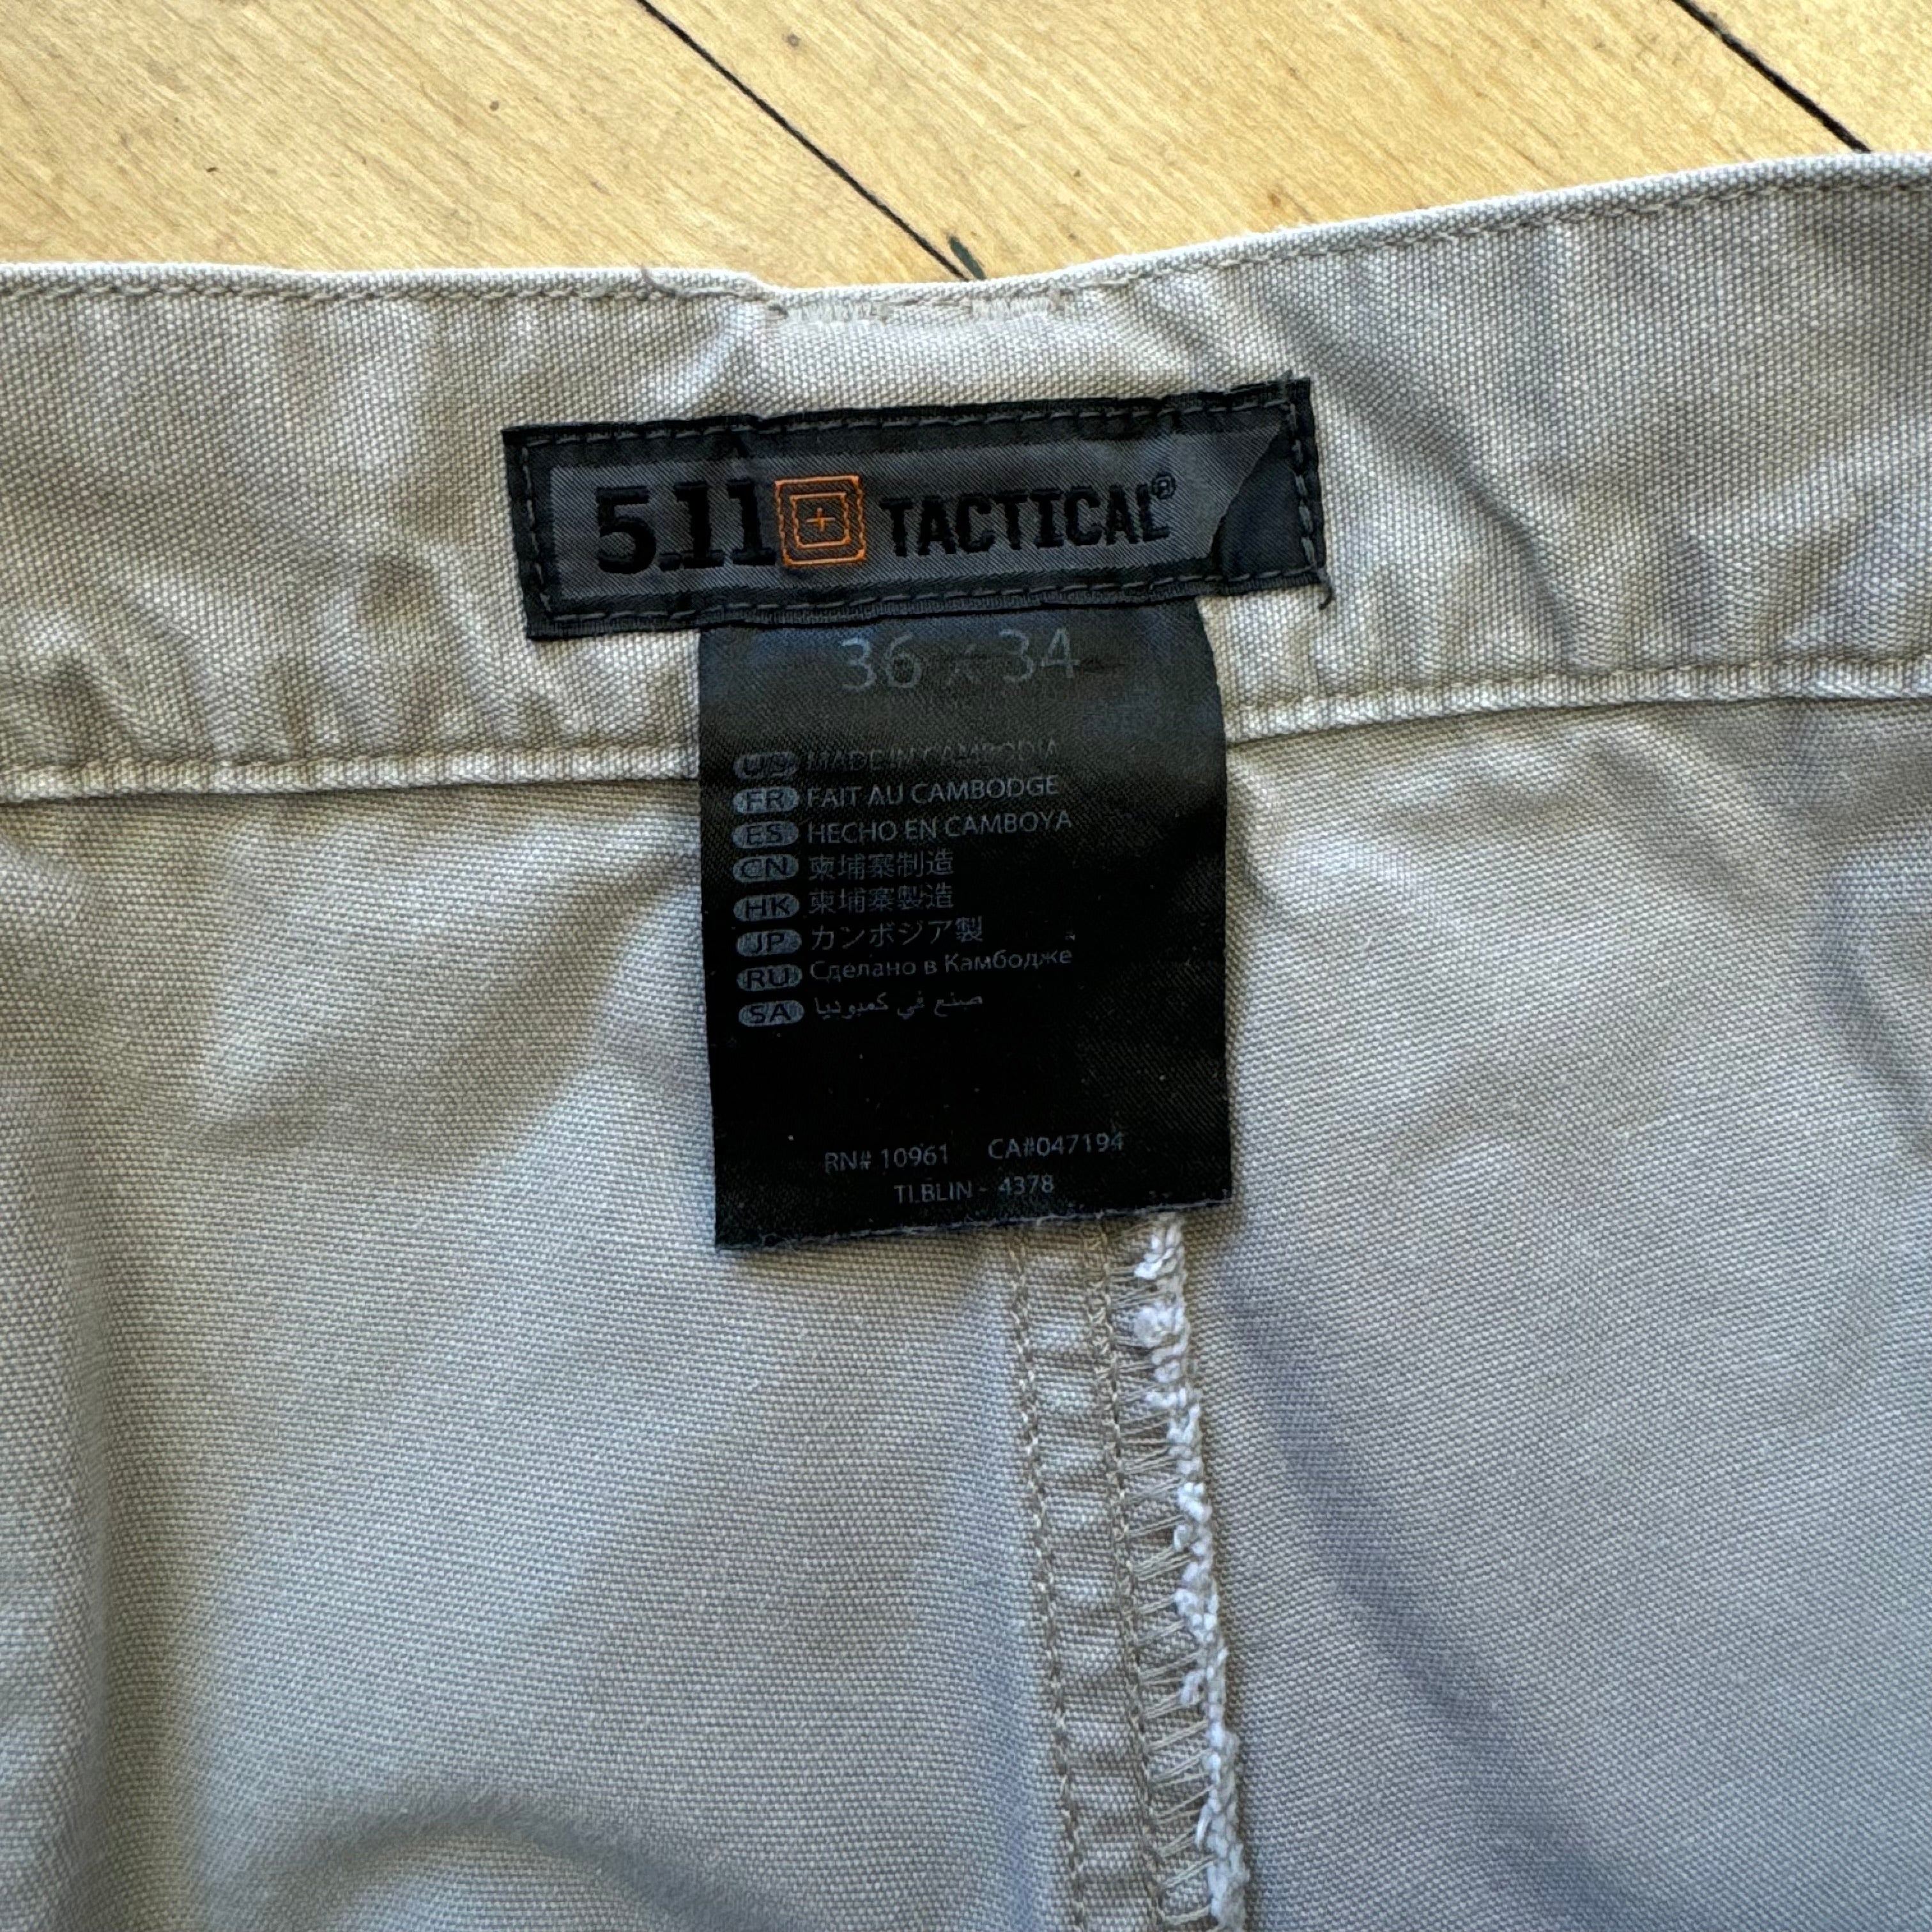 5.11 TACTICAL®
36 x 34
US MADE IN CAMBODIA
FR FAIT AU CAMBODGE
ES HECHO EN CAMBOYA
CN 柬埔寨制造
HK 柬埔寨製造
JP カンボジア製
RU Сделано в Камбодже
SA صنع في كمبوديا
RN# 10961 CA#047194
TI.BLIN - 4378